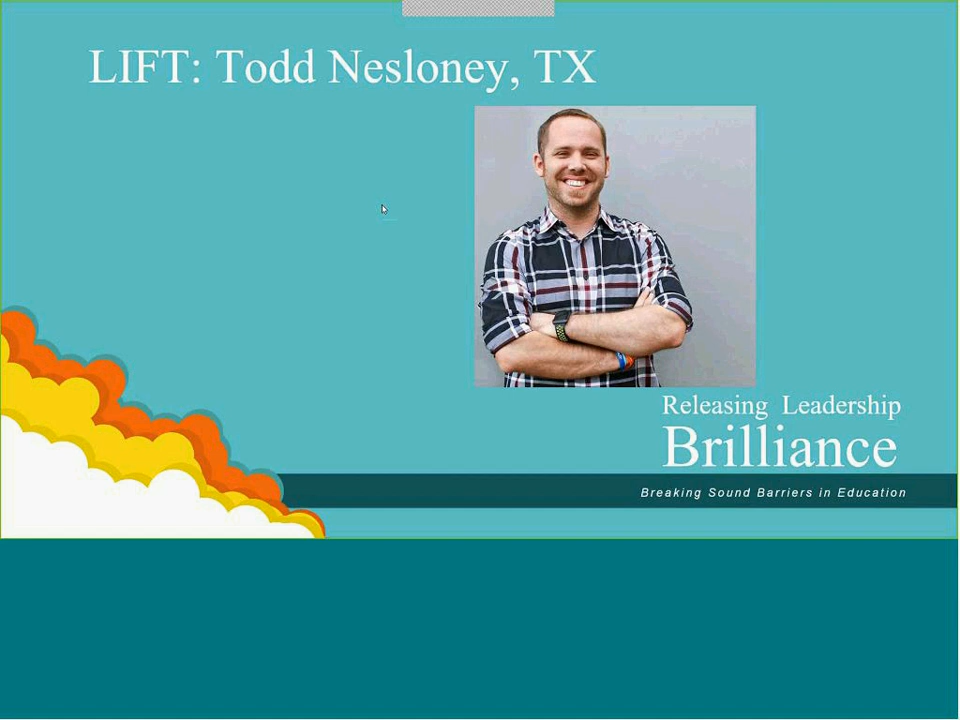 LIFT: Todd Nesloney, TX
Releasing Leadership
Brilliance
Breaking Sound Barriers in Education